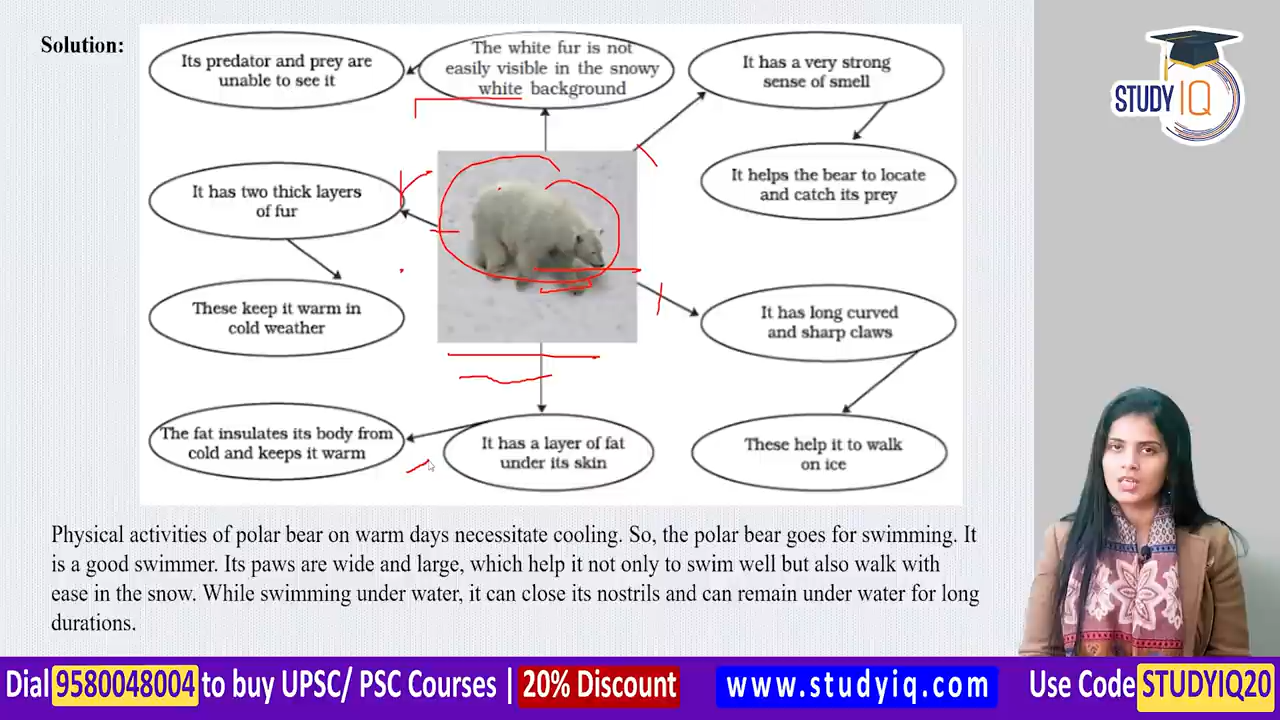 Solution:
Its predator and prey are
unable to see it
The white fur is not
easily visible in the snowy
white background
It has a very strong
sense of smell
It helps the bear to locate
and catch its prey
It has two thick layers
of fur
These keep it warm in
cold weather
It has long curved
and sharp claws
The fat insulates its body from
cold and keeps it warm
It has a layer of fat
under its skin
These help it to walk
on ice
Physical activities of polar bear on warm days necessitate cooling. So, the polar bear goes for swimming. It
is a good swimmer. Its paws are wide and large, which help it not only to swim well but also walk with
ease in the snow. While swimming under water, it can close its nostrils and can remain under water for long
durations.
STUDY IQ
Dial 9580048004 to buy UPSC/ PSC Courses | 20% Discount www.studyiq.com Use Code STUDYIQ20